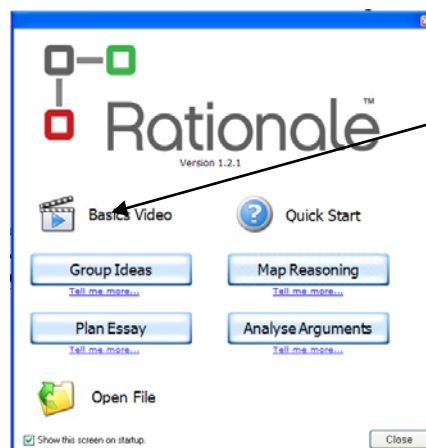 Rationale™
Version 1.2.1
Basics Video
Quick Start
Group Ideas
Map Reasoning
Tell me more...
Tell me more...
Plan Essay
Analyse Arguments
Tell me more...
Tell me more...
Open File
Show this screen on startup.
Close